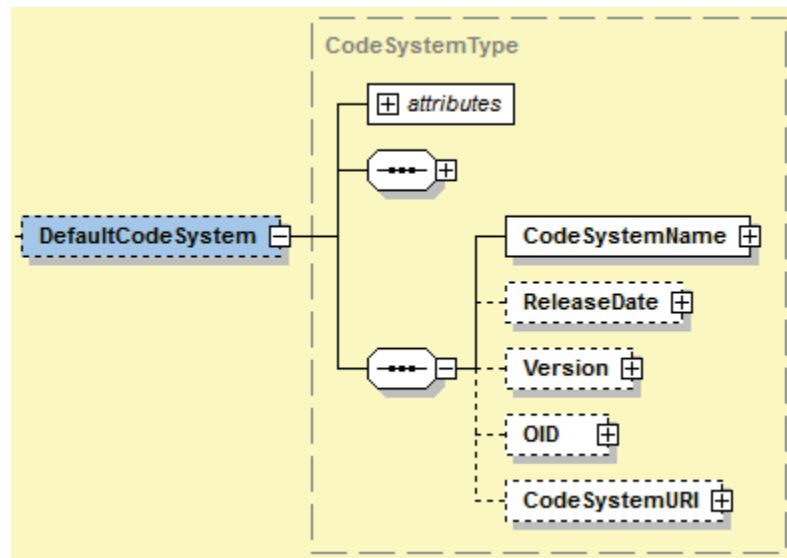 CodeSystemType
attributes
DefaultCodeSystem
CodeSystemName
ReleaseDate
Version
OID
CodeSystemURI